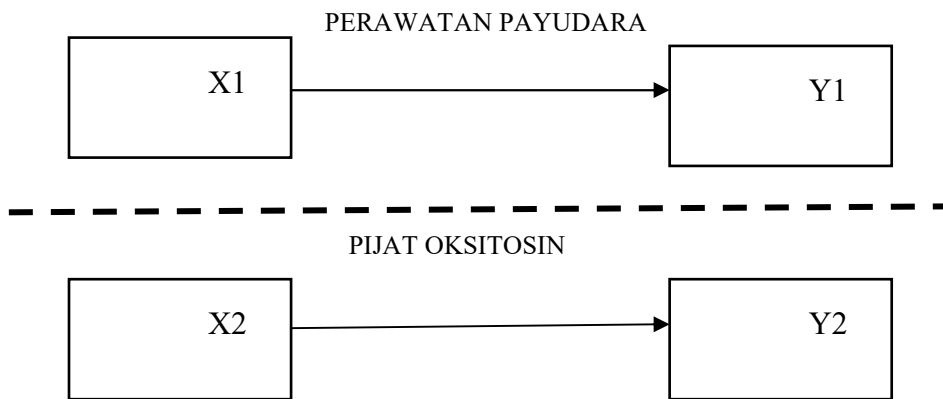 PERAWATAN PAYUDARA
X1
Y1
PIJAT OKSITOSIN
X2
Y2